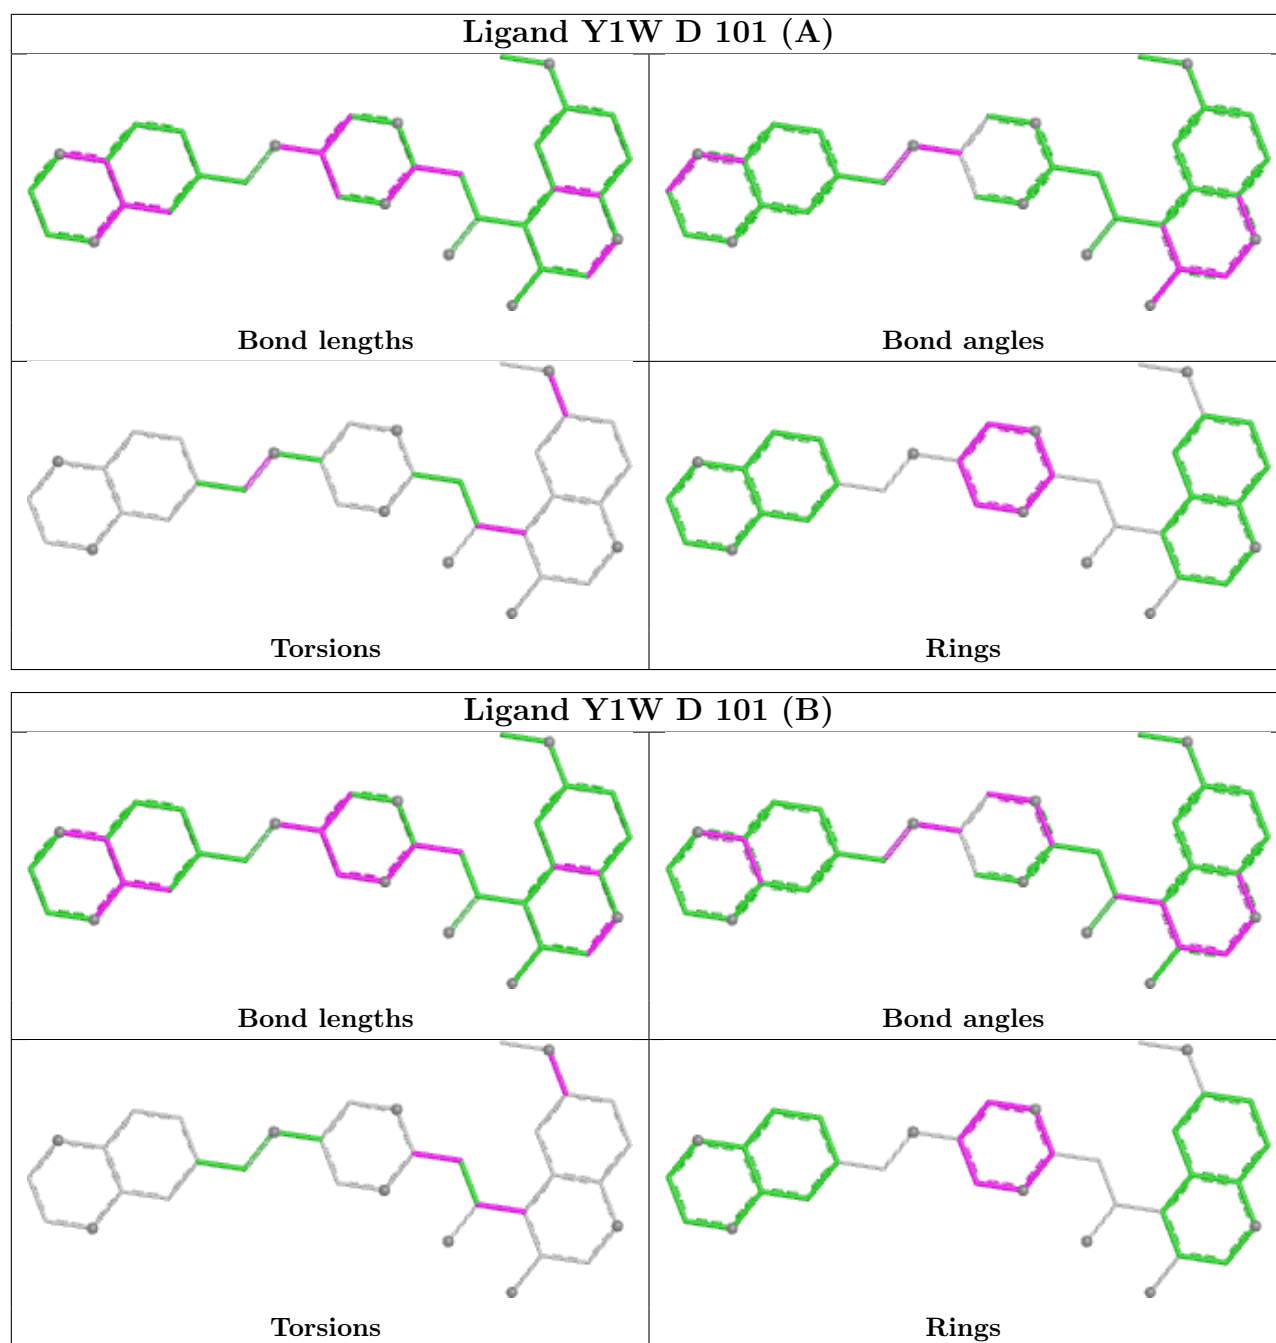 Ligand Y1W D 101 (A)
Bond lengths
Bond angles
Torsions
Rings
Ligand Y1W D 101 (B)
Bond lengths
Bond angles
Torsions
Rings